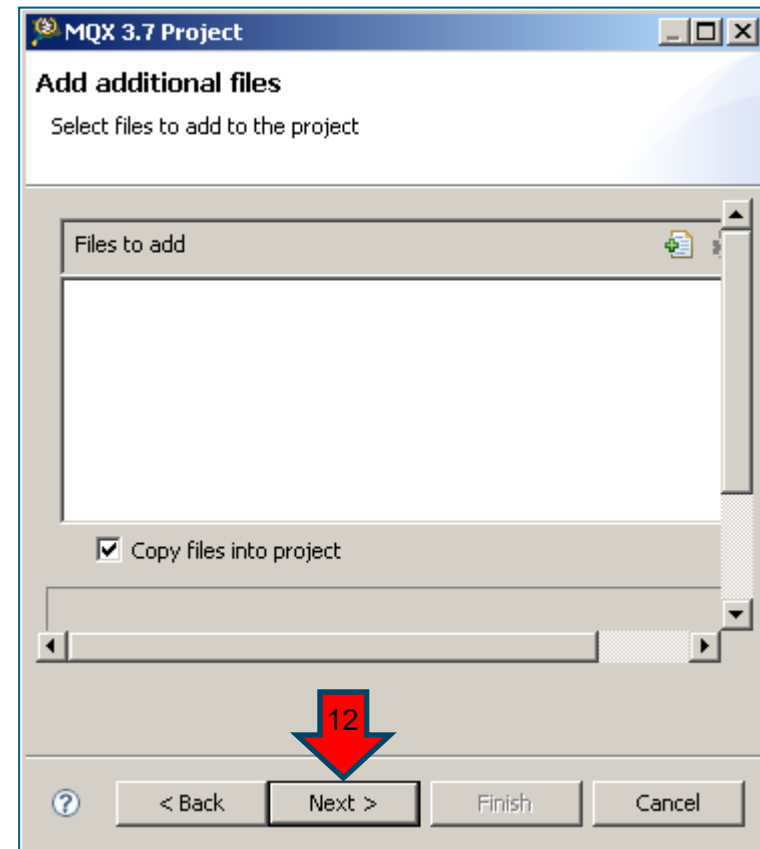 MQX 3.7 Project
Add additional files
Select files to add to the project
Files to add
Copy files into project
12
?
< Back
Next >
Finish
Cancel